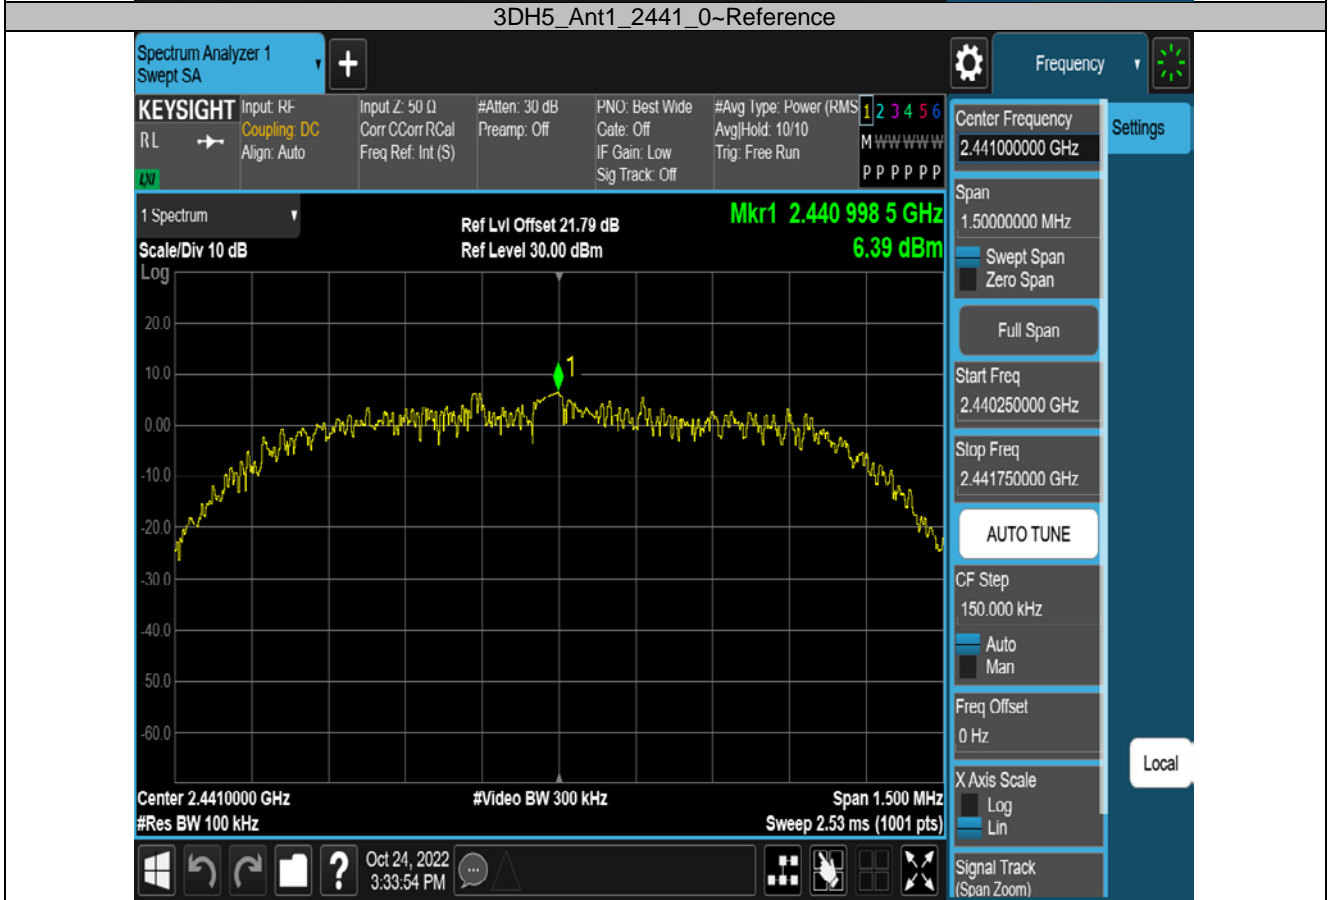 3DH5_Ant1_2441_0~Reference
Spectrum Analyzer 1
Swept SA
Frequency
KEYSIGHT
RL
LXI
Input: RF
Coupling: DC
Align: Auto
Input Z: 50 Ω
Corr CCorr RCal
Freq Ref: Int (S)
#Atten: 30 dB
Preamp: Off
PNO: Best Wide
Gate: Off
IF Gain: Low
Sig Track: Off
#Avg Type: Power (RMS
Avg|Hold: 10/10
Trig: Free Run
1 2 3 4 5 6
M W W W W W
P P P P P P
1 Spectrum
Scale/Div 10 dB
Ref Lvl Offset 21.79 dB
Ref Level 30.00 dBm
Mkr1 2.440 998 5 GHz
6.39 dBm
Log
20.0
10.0
0.00
-10.0
-20.0
-30.0
-40.0
-50.0
-60.0
1
Center 2.4410000 GHz
#Res BW 100 kHz
#Video BW 300 kHz
Span 1.500 MHz
Sweep 2.53 ms (1001 pts)
Oct 24, 2022
3:33:54 PM
Center Frequency
2.441000000 GHz
Settings
Span
1.50000000 MHz
Swept Span
Zero Span
Full Span
Start Freq
2.440250000 GHz
Stop Freq
2.441750000 GHz
AUTO TUNE
CF Step
150.000 kHz
Auto
Man
Freq Offset
0 Hz
X Axis Scale
Log
Lin
Local
Signal Track
(Span Zoom)